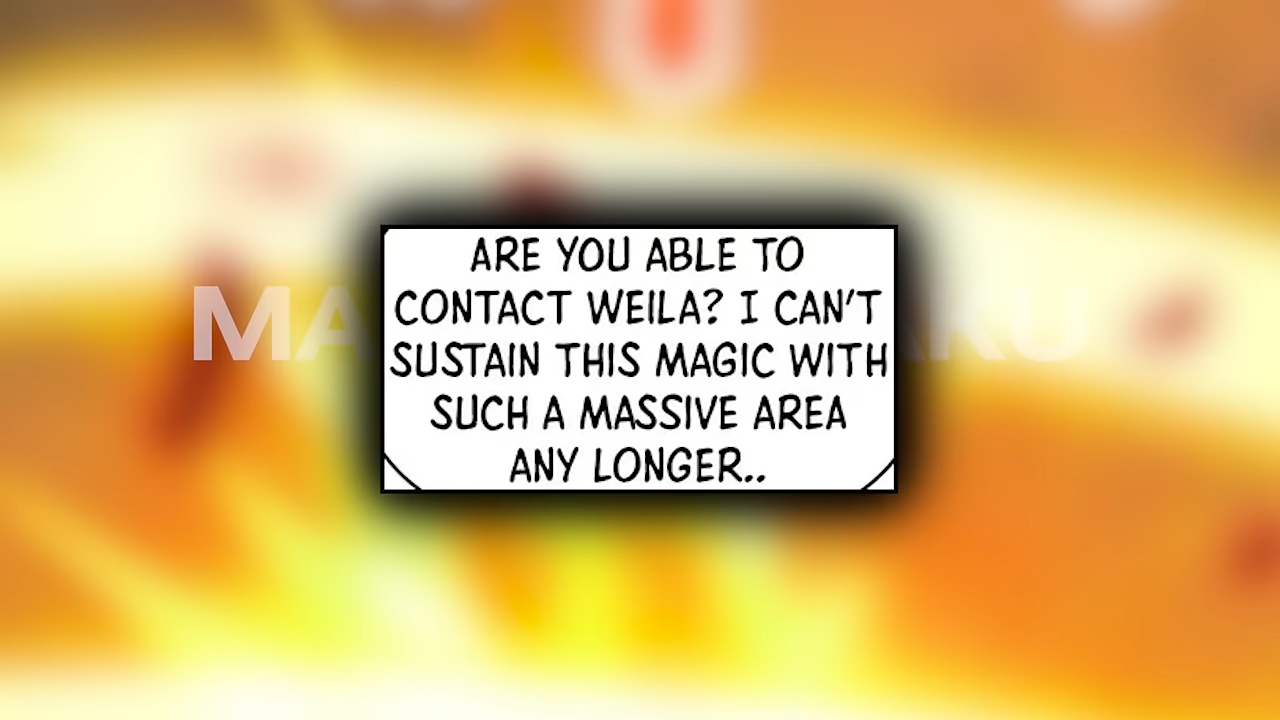 ARE YOU ABLE TO
CONTACT WEILA? I CAN'T
SUSTAIN THIS MAGIC WITH
SUCH A MASSIVE AREA
ANY LONGER..